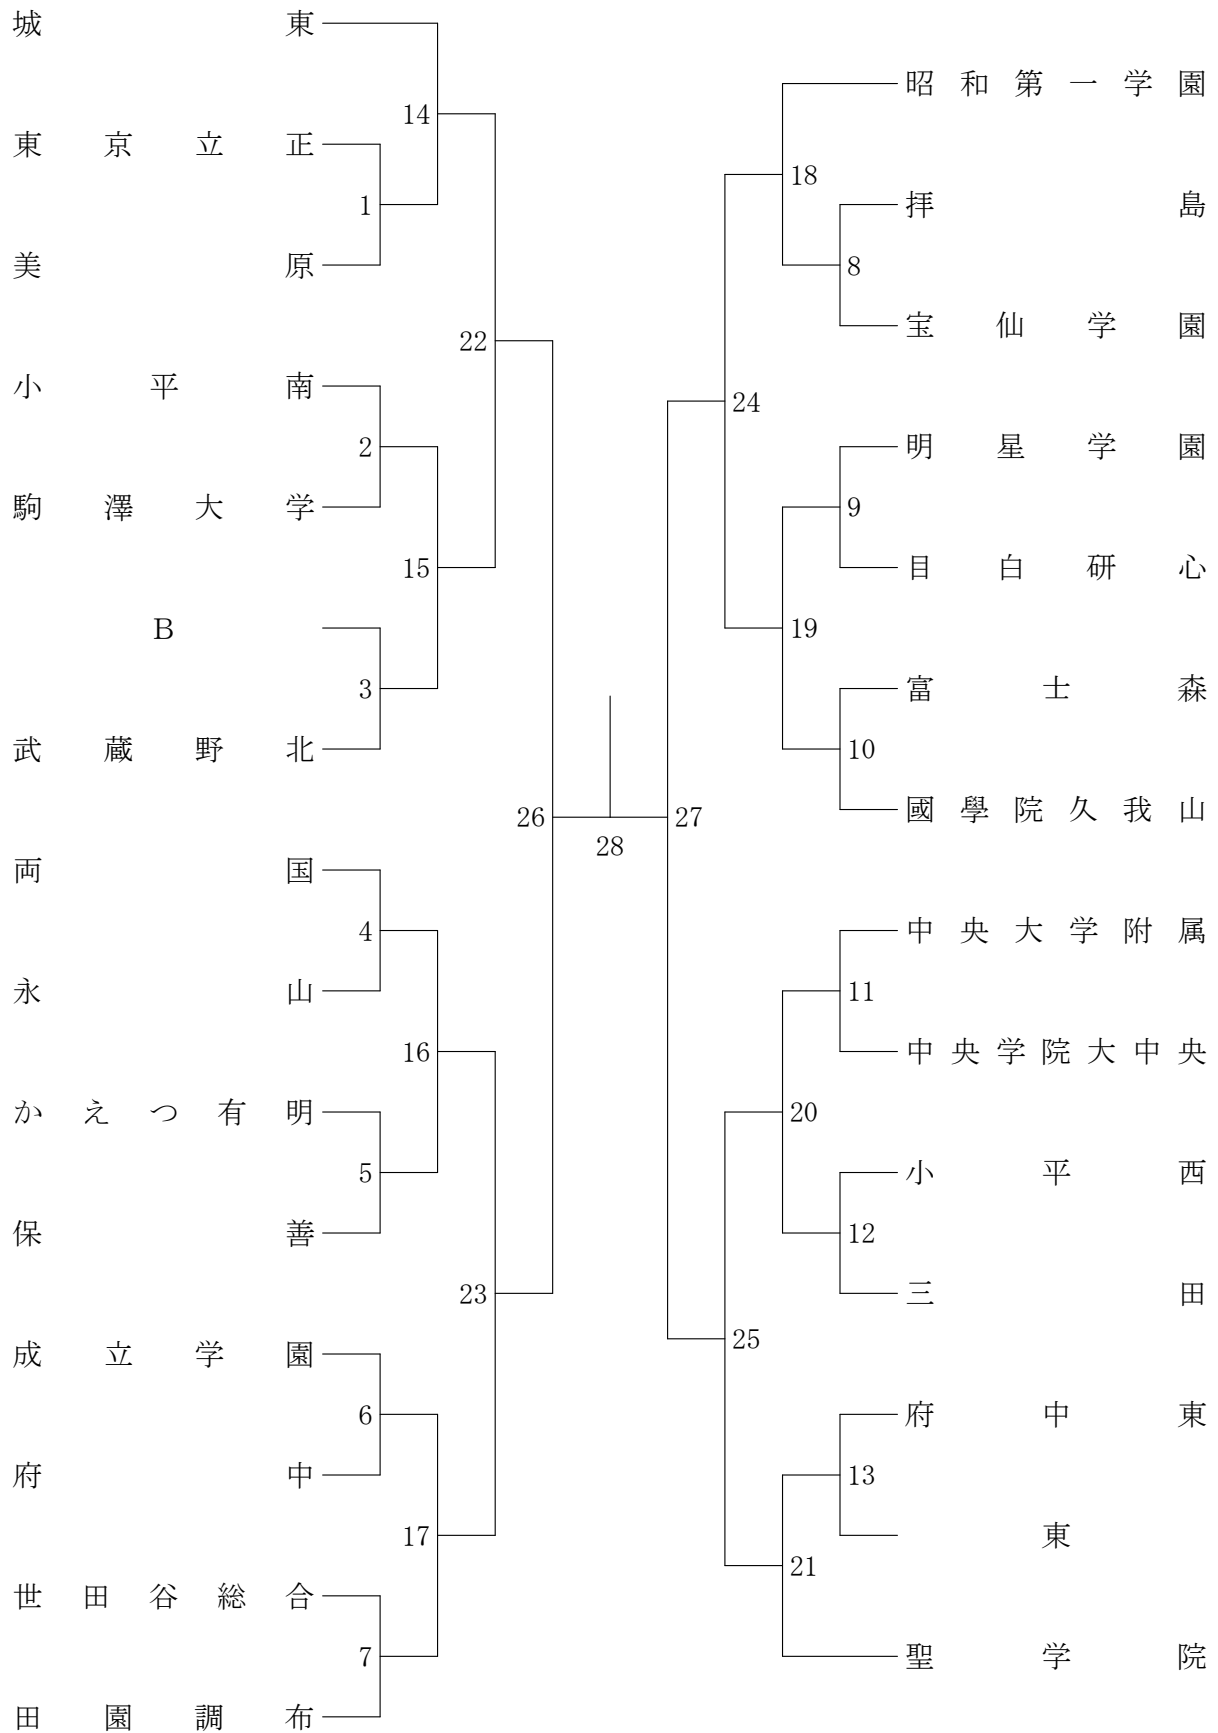 城東
14
東京立正
1
美原
22
小平南
2
駒澤大学
15
B
3
武蔵野北
26
両国
4
永山
16
かえつ有明
5
保善
23
成立学園
6
府中
17
世田谷総合
7
田園調布
28
昭和第一学園
18
拝島
8
宝仙学園
24
明星学園
9
目白研心
19
富士森
10
國學院久我山
27
中央大学附属
11
中央学院大中央
20
小平西
12
三田
25
府中東
13
東
21
聖学院